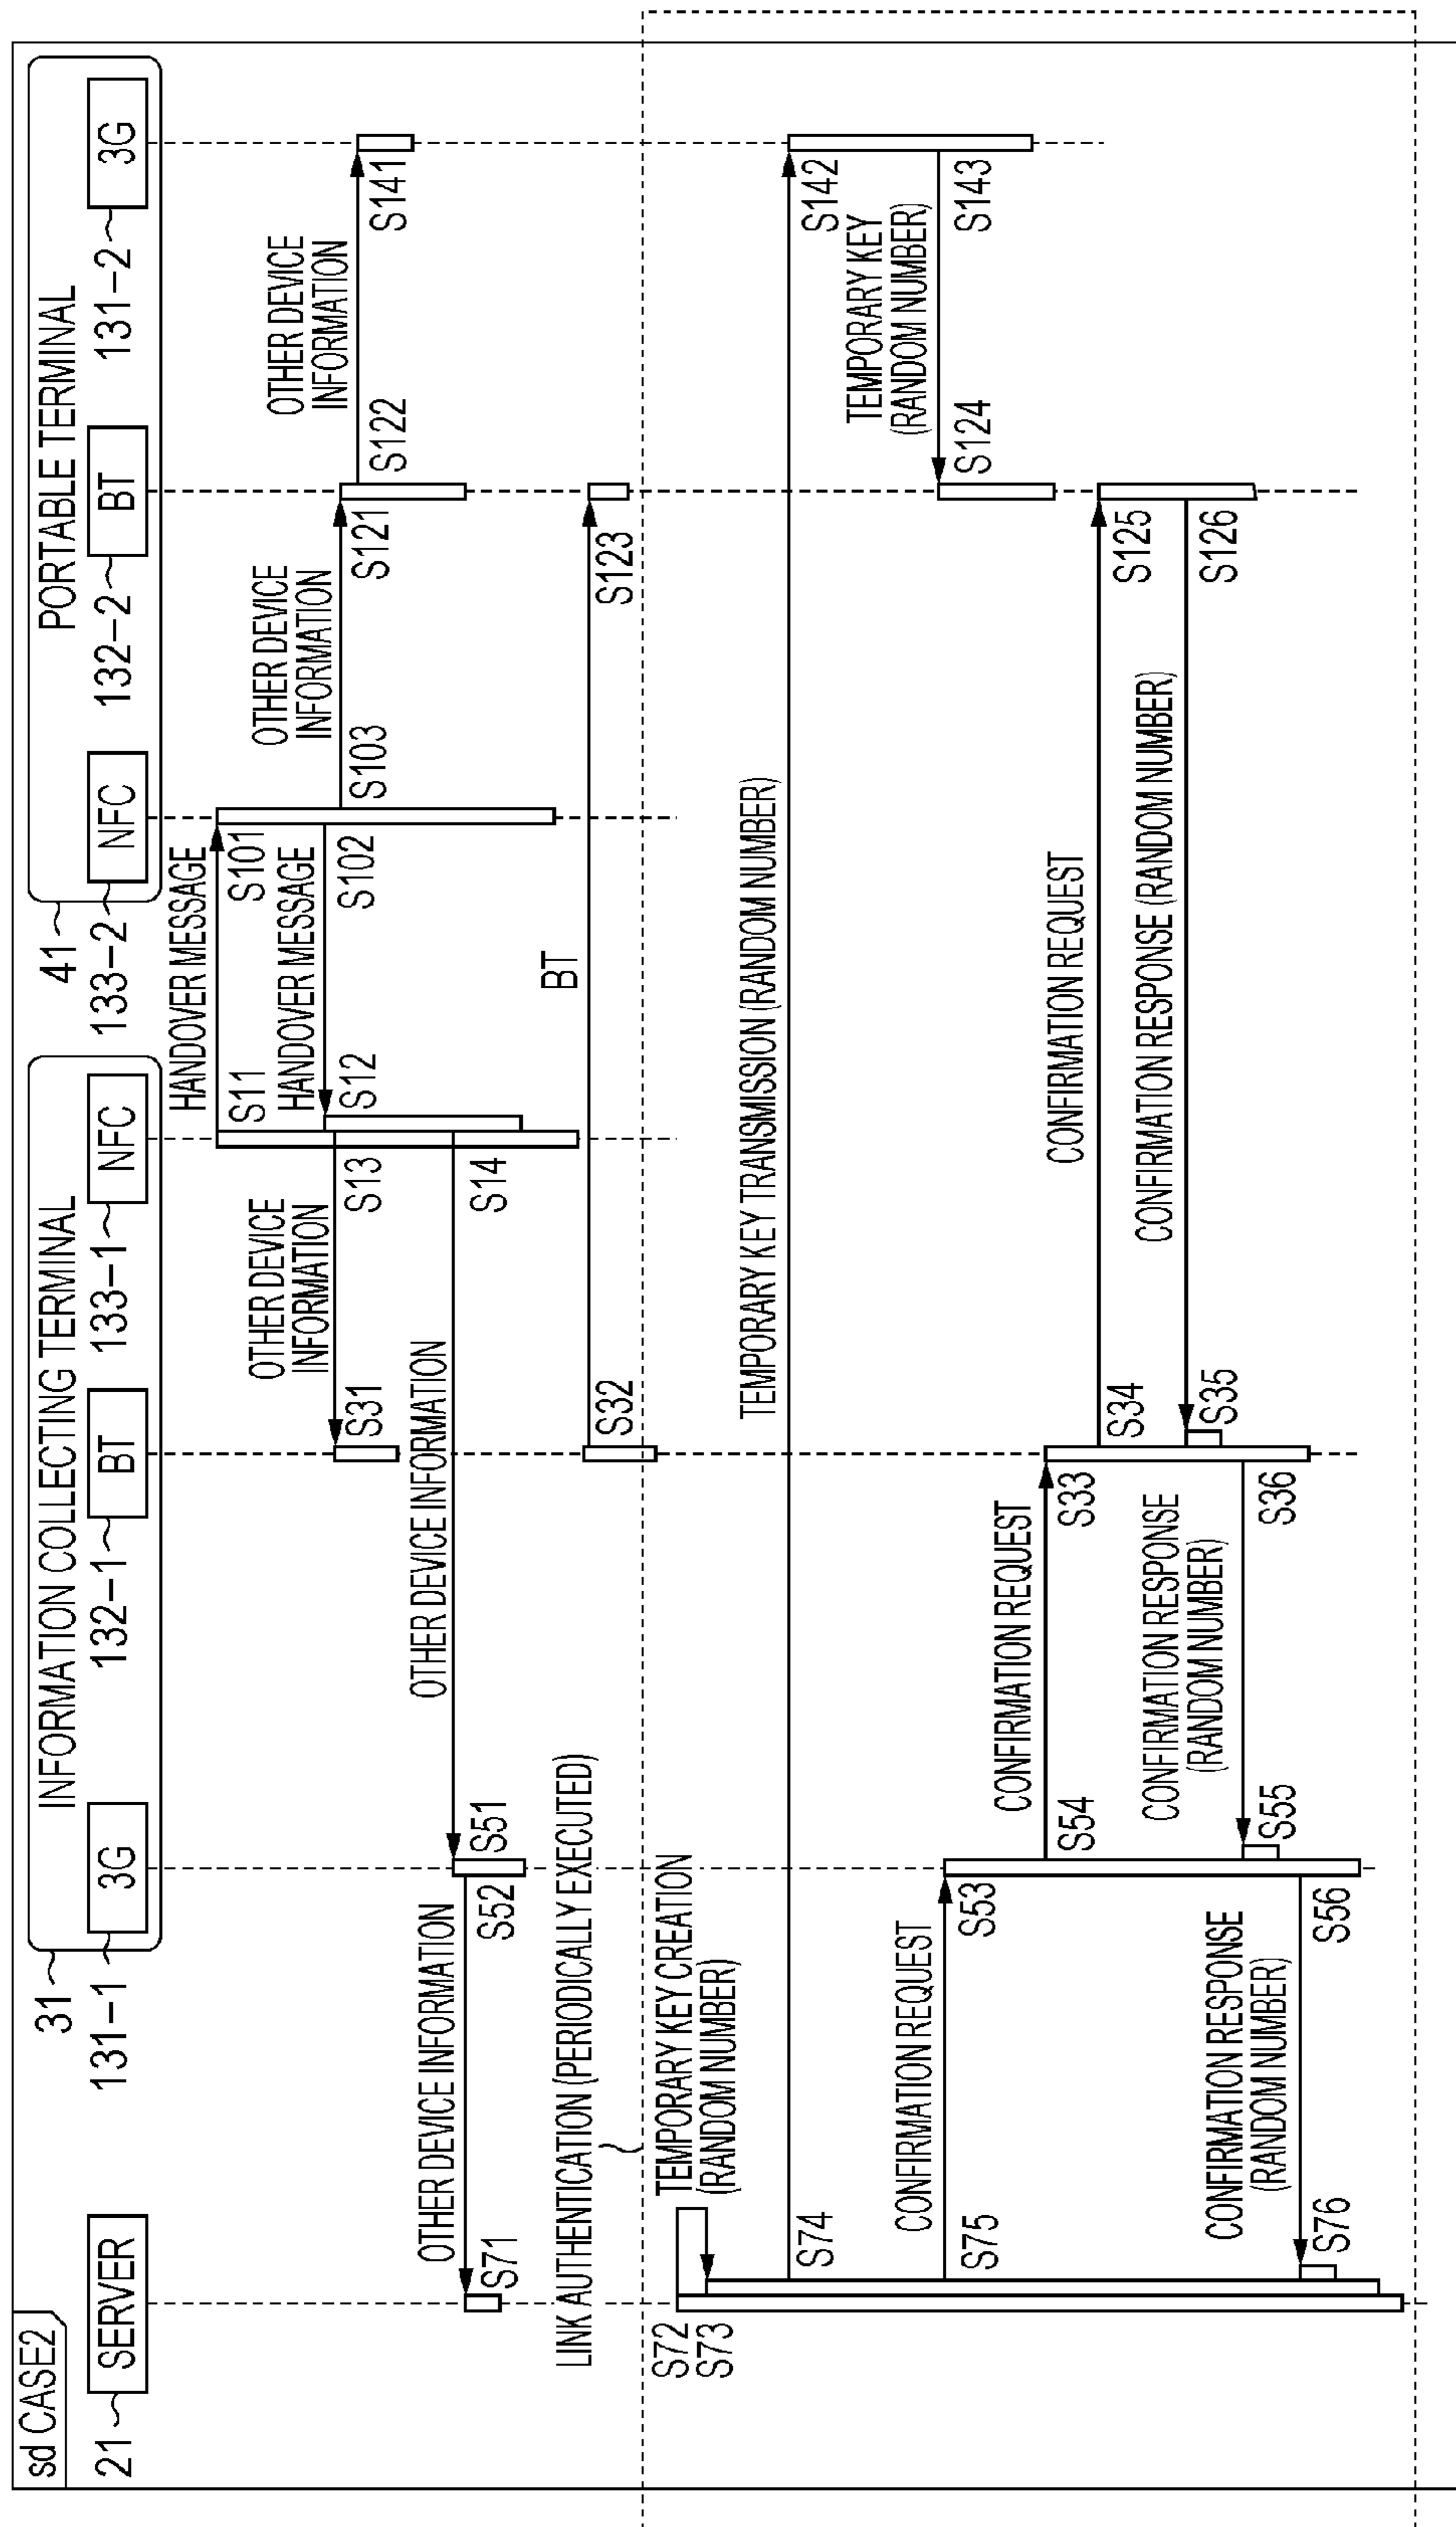 sd CASE2
21
SERVER
31
INFORMATION COLLECTING TERMINAL
131-1
3G
132-1
BT
133-1
NFC
41
PORTABLE TERMINAL
133-2
NFC
132-2
BT
131-2
3G
HANDOVER MESSAGE
S11
S101
HANDOVER MESSAGE
S12
S102
OTHER DEVICE
INFORMATION
S31
S13
OTHER DEVICE
INFORMATION
S103
S121
OTHER DEVICE
INFORMATION
S122
S141
OTHER DEVICE INFORMATION
S51
S14
OTHER DEVICE INFORMATION
S71
S52
BT
S32
S123
LINK AUTHENTICATION (PERIODICALLY EXECUTED)
S72
S73
TEMPORARY KEY CREATION
(RANDOM NUMBER)
TEMPORARY KEY TRANSMISSION (RANDOM NUMBER)
S74
S142
TEMPORARY KEY
(RANDOM NUMBER)
S124
S143
CONFIRMATION REQUEST
S75
S53
CONFIRMATION REQUEST
S54
S33
CONFIRMATION REQUEST
S34
S125
CONFIRMATION RESPONSE (RANDOM NUMBER)
S35
S126
CONFIRMATION RESPONSE
(RANDOM NUMBER)
S55
S36
CONFIRMATION RESPONSE
(RANDOM NUMBER)
S76
S56